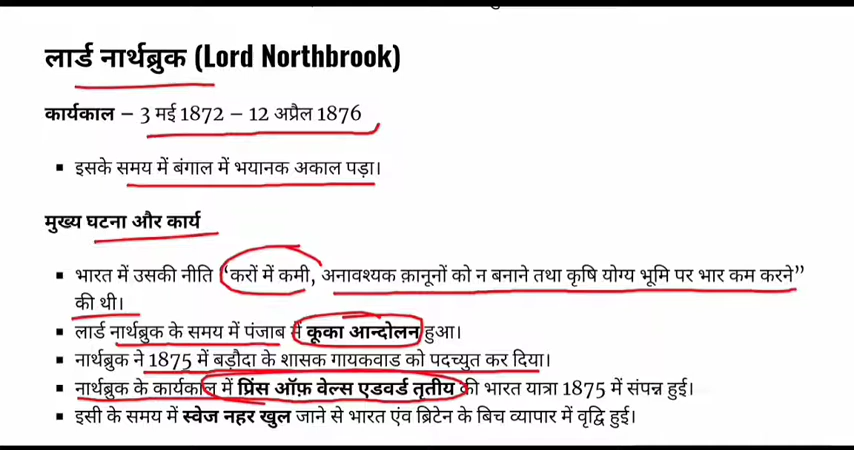 लार्ड नार्थब्रुक (Lord Northbrook)
कार्यकाल – 3 मई 1872 – 12 अप्रैल 1876
▪ इसके समय में बंगाल में भयानक अकाल पड़ा।
मुख्य घटना और कार्य
▪ भारत में उसकी नीति “करों में कमी, अनावश्यक क़ानूनों को न बनाने तथा कृषि योग्य भूमि पर भार कम करने”
की थी।
▪ लार्ड नार्थब्रुक के समय में पंजाब में कूका आन्दोलन हुआ।
▪ नार्थब्रुक ने 1875 में बड़ौदा के शासक गायकवाड को पदच्युत कर दिया।
▪ नार्थब्रुक के कार्यकाल में प्रिंस ऑफ़ वेल्स एडवर्ड तृतीय की भारत यात्रा 1875 में संपन्न हुई।
▪ इसी के समय में स्वेज नहर खुल जाने से भारत एंव ब्रिटेन के बिच व्यापार में वृद्वि हुई।